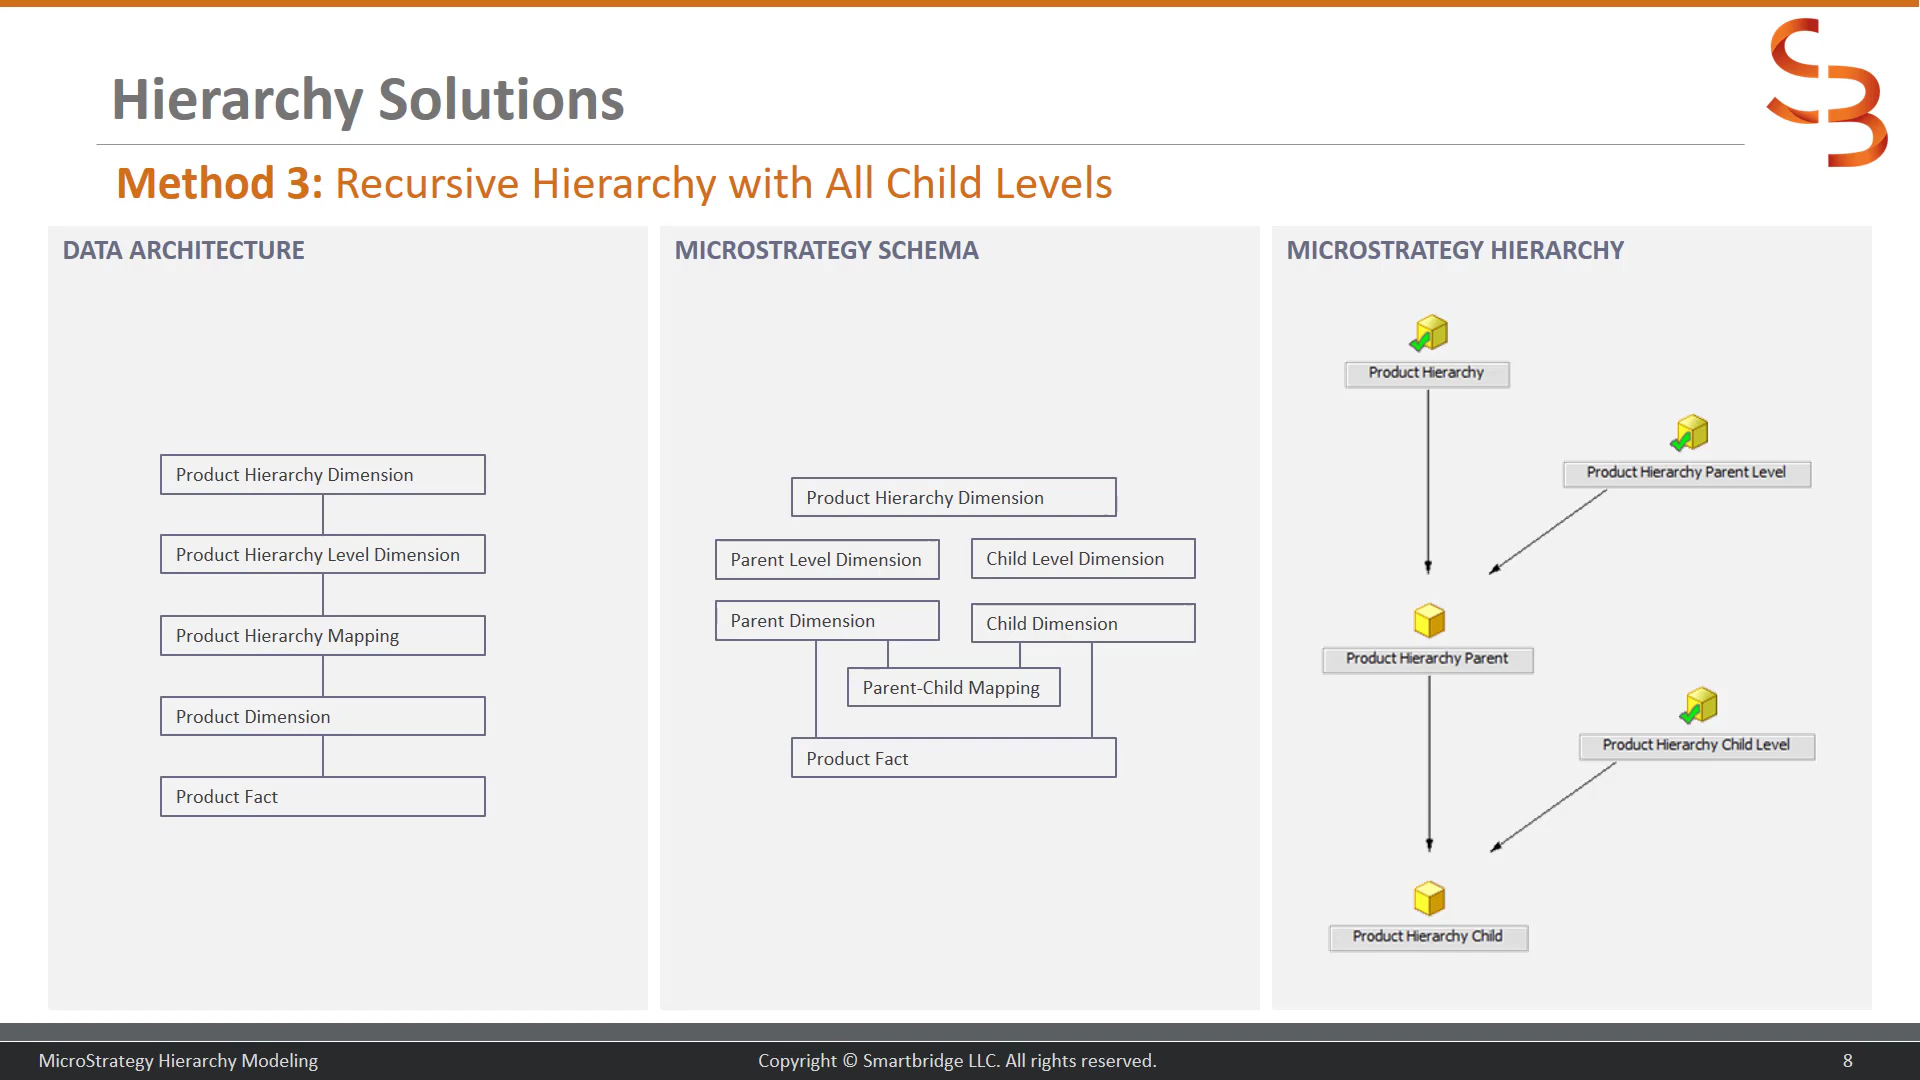 Hierarchy Solutions
Method 3: Recursive Hierarchy with All Child Levels
DATA ARCHITECTURE
Product Hierarchy Dimension
Product Hierarchy Level Dimension
Product Hierarchy Mapping
Product Dimension
Product Fact
MICROSTRATEGY SCHEMA
Product Hierarchy Dimension
Parent Level Dimension
Child Level Dimension
Parent Dimension
Child Dimension
Parent-Child Mapping
Product Fact
MICROSTRATEGY HIERARCHY
Product Hierarchy
Product Hierarchy Parent Level
Product Hierarchy Parent
Product Hierarchy Child Level
Product Hierarchy Child
MicroStrategy Hierarchy Modeling
Copyright © Smartbridge LLC. All rights reserved.
8
SB